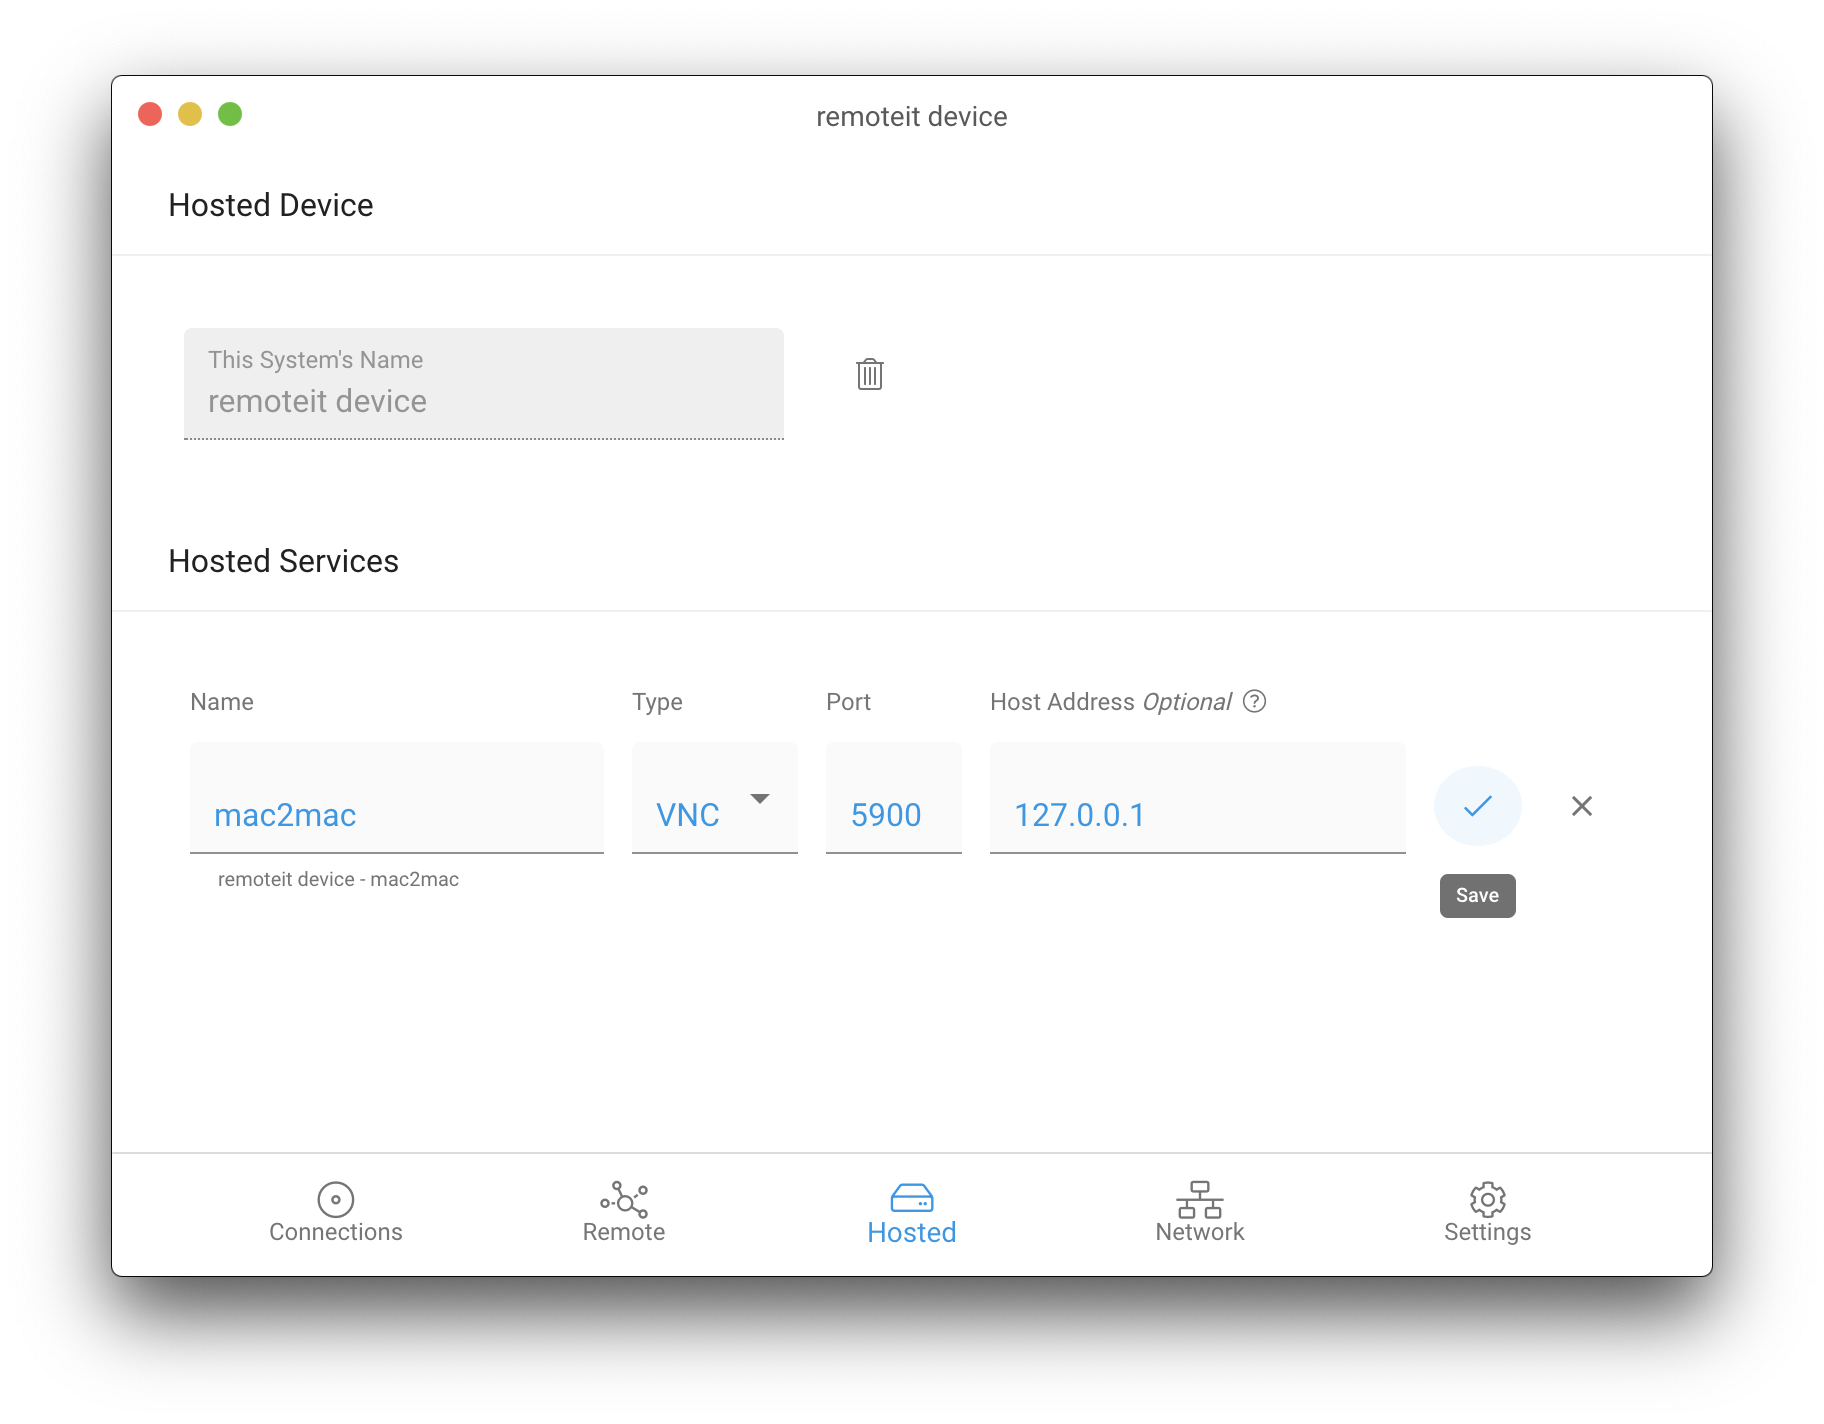 remoteit device
Hosted Device
This System's Name
remoteit device
Hosted Services
Name Type Port Host Address Optional ?
mac2mac VNC 5900 127.0.0.1
remoteit device - mac2mac
Save
Connections Remote Hosted Network Settings